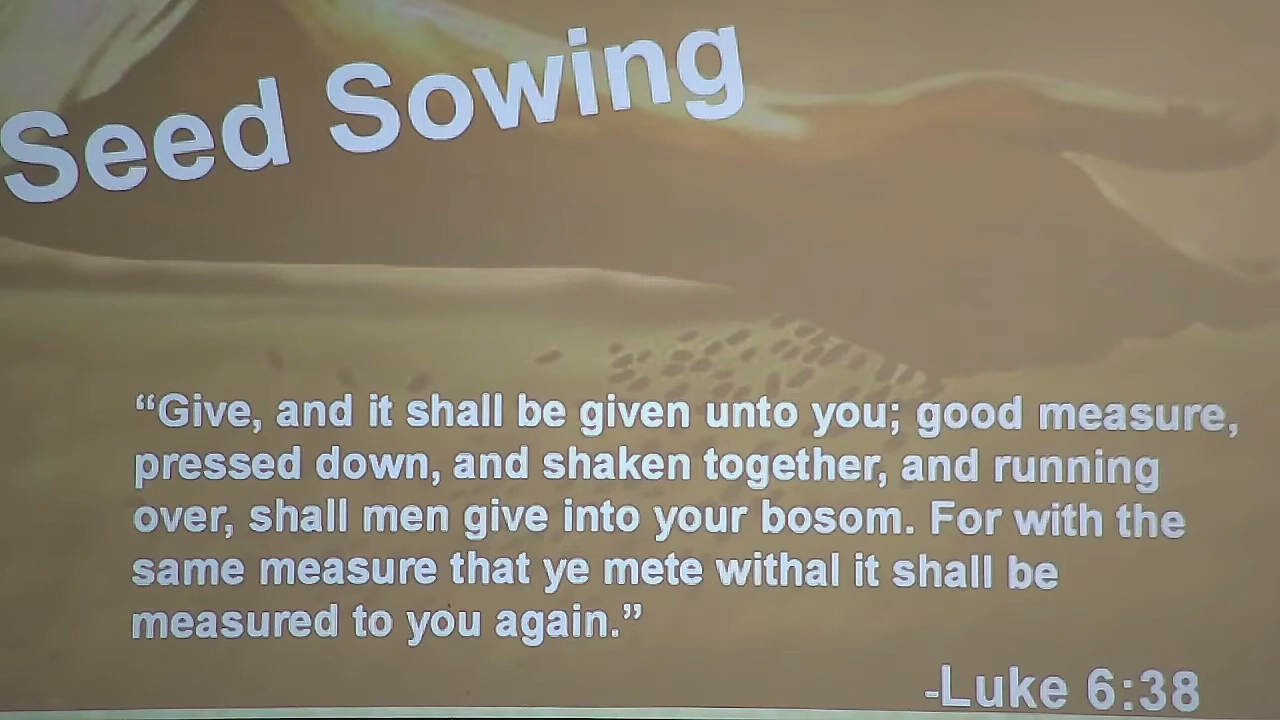 Seed Sowing
“Give, and it shall be given unto you; good measure,
pressed down, and shaken together, and running
over, shall men give into your bosom. For with the
same measure that ye mete withal it shall be
measured to you again.”
-Luke 6:38